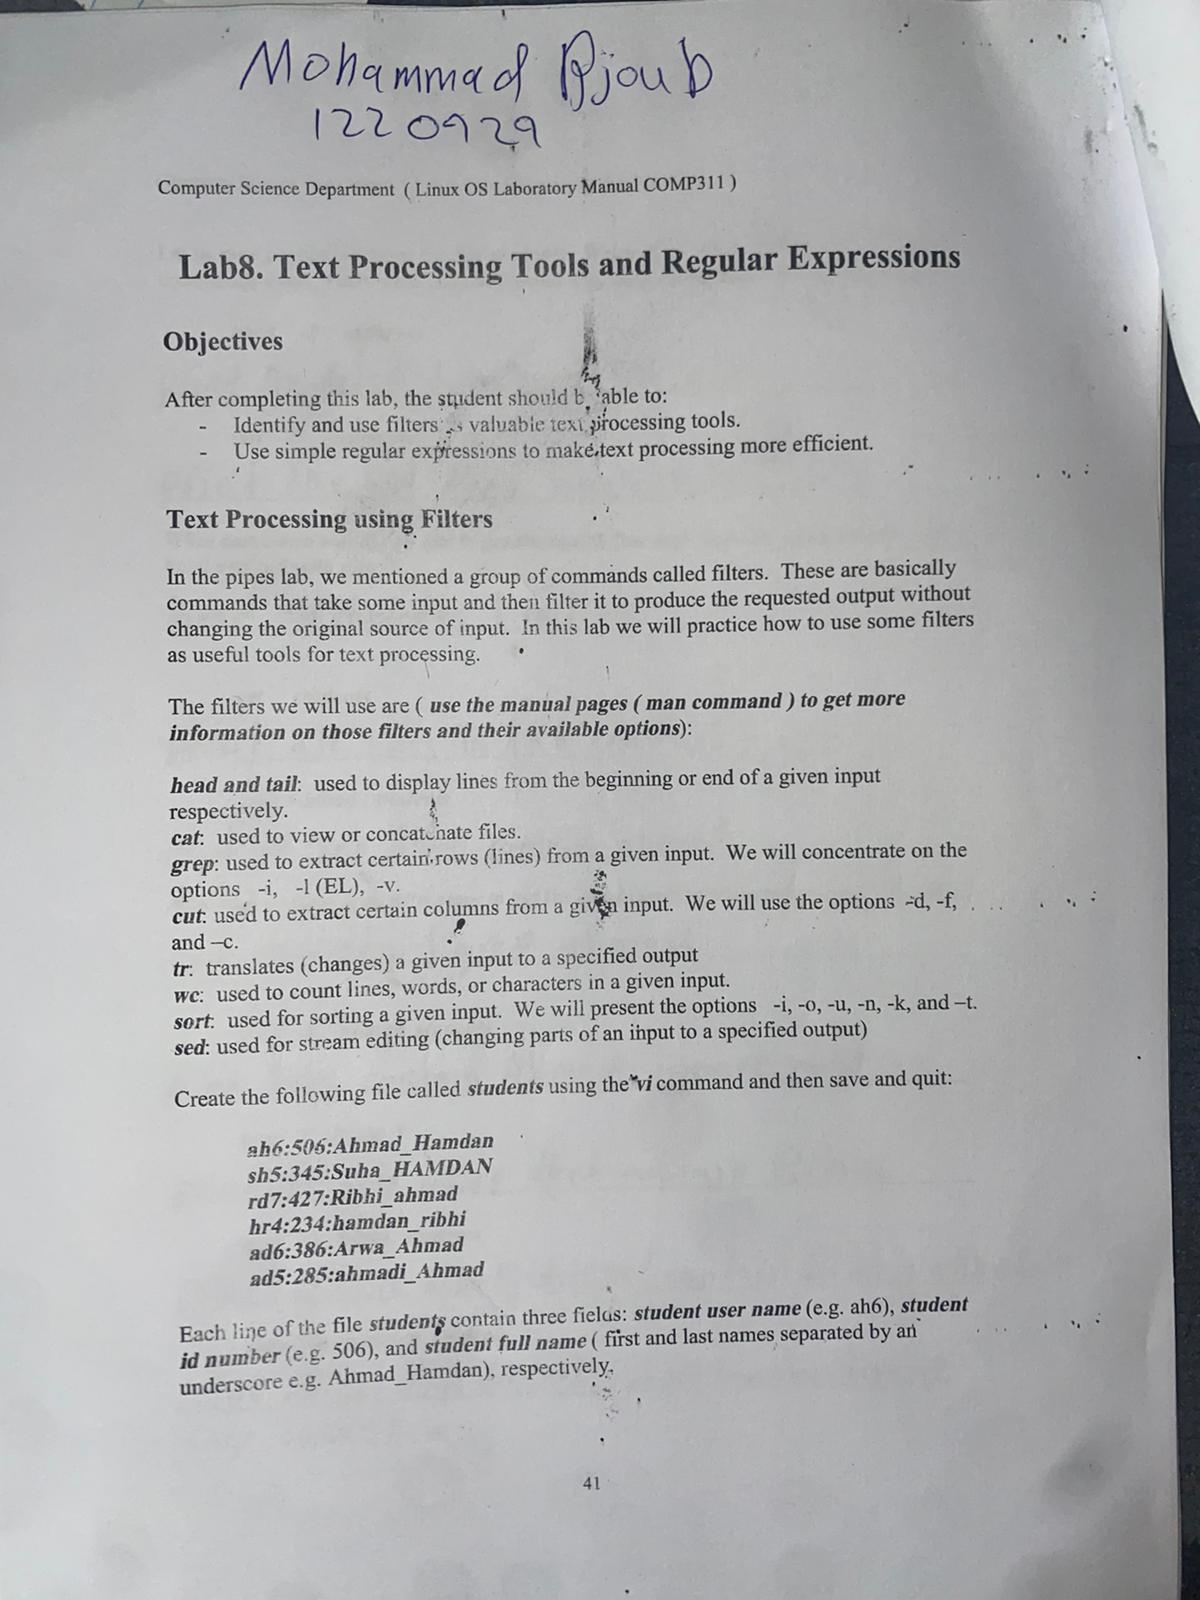 Mohammad Rjoub
1220929
Computer Science Department ( Linux OS Laboratory Manual COMP311 )
Lab8. Text Processing Tools and Regular Expressions
Objectives
After completing this lab, the student should be able to:
- Identify and use filters as valuable text processing tools.
- Use simple regular expressions to make text processing more efficient.
Text Processing using Filters
In the pipes lab, we mentioned a group of commands called filters. These are basically
commands that take some input and then filter it to produce the requested output without
changing the original source of input. In this lab we will practice how to use some filters
as useful tools for text processing.
The filters we will use are ( use the manual pages ( man command ) to get more
information on those filters and their available options):
head and tail: used to display lines from the beginning or end of a given input
respectively.
cat: used to view or concatenate files.
grep: used to extract certain rows (lines) from a given input. We will concentrate on the
options -i, -l (EL), -v.
cut: used to extract certain columns from a given input. We will use the options -d, -f,
and –c.
tr: translates (changes) a given input to a specified output
wc: used to count lines, words, or characters in a given input.
sort: used for sorting a given input. We will present the options -i, -o, -u, -n, -k, and –t.
sed: used for stream editing (changing parts of an input to a specified output)
Create the following file called students using the vi command and then save and quit:
ah6:506:Ahmad_Hamdan
sh5:345:Suha_HAMDAN
rd7:427:Ribhi_ahmad
hr4:234:hamdan_ribhi
ad6:386:Arwa_Ahmad
ad5:285:ahmadi_Ahmad
Each line of the file students contain three fields: student user name (e.g. ah6), student
id number (e.g. 506), and student full name ( first and last names separated by an
underscore e.g. Ahmad_Hamdan), respectively.
41